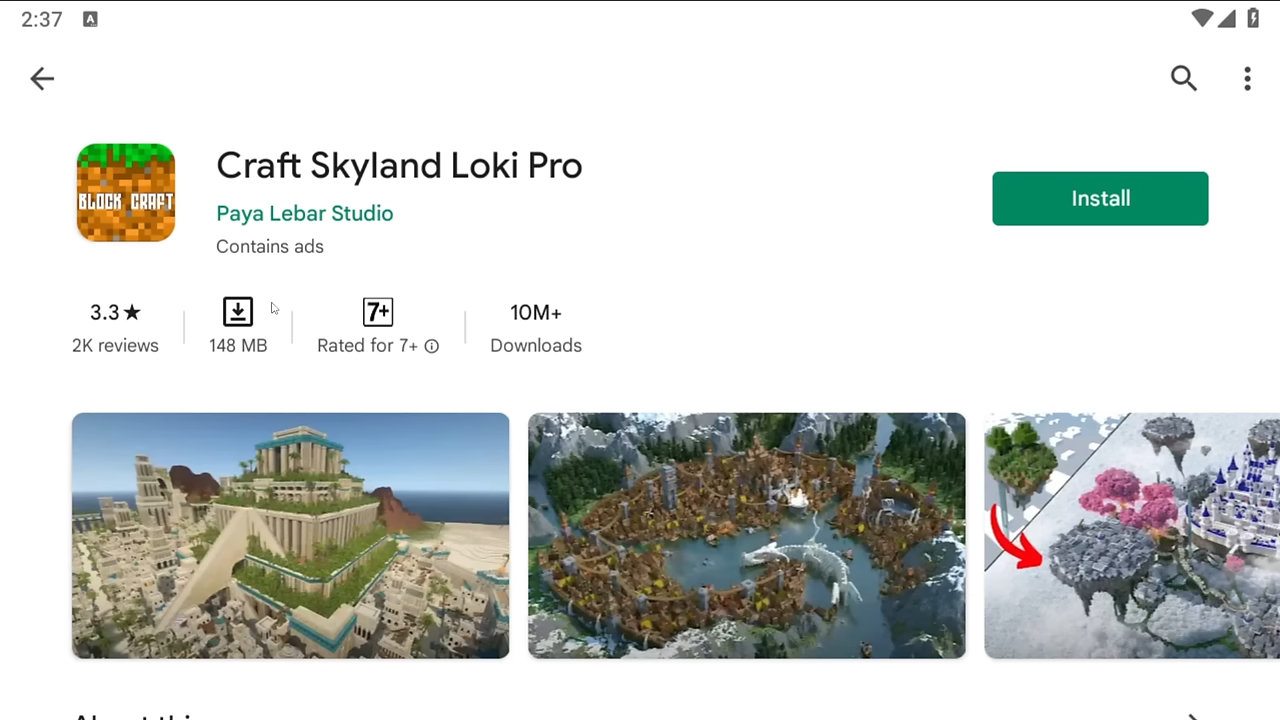 2:37
A
Craft Skyland Loki Pro
BLOCK CRAFT
Paya Lebar Studio
Contains ads
Install
3.3★
2K reviews
148 MB
7+
Rated for 7+
10M+
Downloads